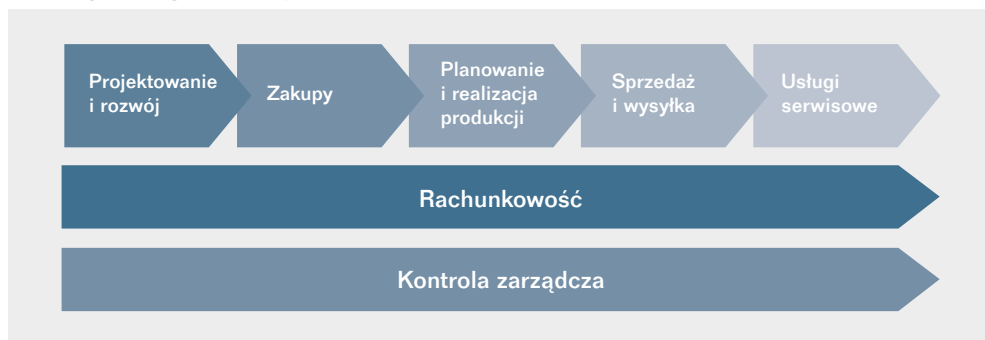 Projektowanie
i rozwój
Zakupy
Planowanie
i realizacja
produkcji
Sprzedaż
i wysyłka
Usługi
serwisowe
Rachunkowość
Kontrola zarządcza